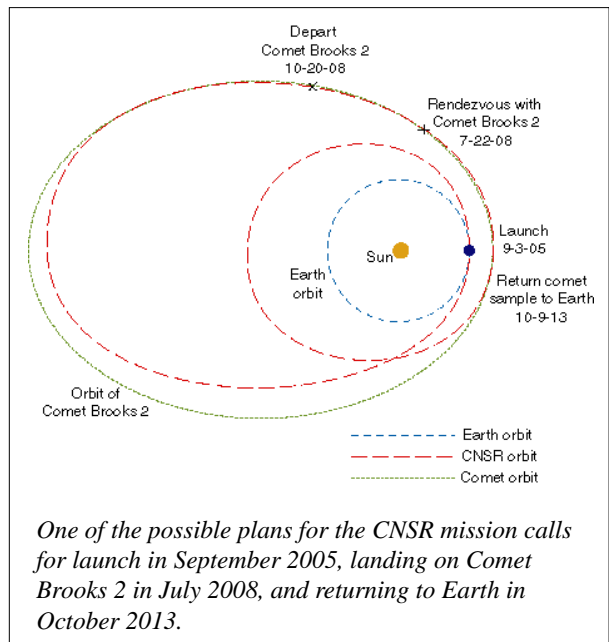 Depart
Comet Brooks 2
10-20-08
Rendezvous with
Comet Brooks 2
7-22-08
Launch
9-3-05
Sun
Earth
orbit
Return comet
sample to Earth
10-9-13
Orbit of
Comet Brooks 2
Earth orbit
CNSR orbit
Comet orbit
One of the possible plans for the CNSR mission calls
for launch in September 2005, landing on Comet
Brooks 2 in July 2008, and returning to Earth in
October 2013.